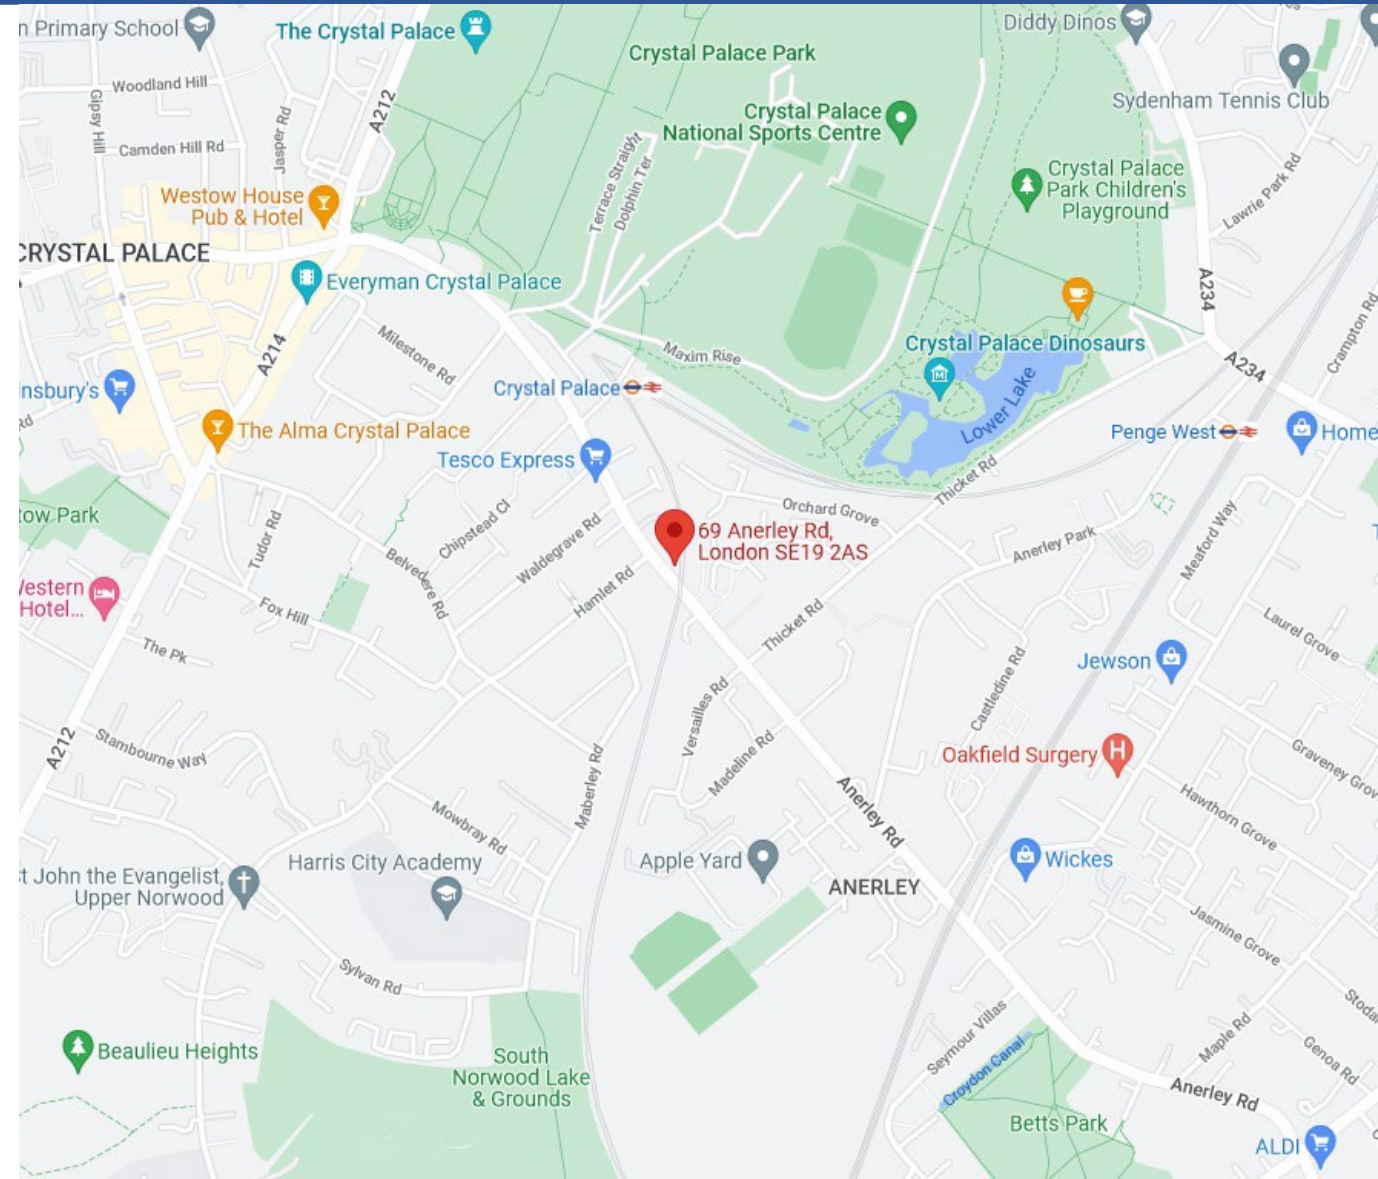 n Primary School
The Crystal Palace
Diddy Dinos
Crystal Palace Park
Woodland Hill
Gipsy Hill
A212
Jasper Rd
Camden Hill Rd
Crystal Palace
National Sports Centre
Sydenham Tennis Club
Terrace Straight
Dolphin Ter
Crystal Palace
Park Children's
Playground
Lawrie Park Rd
Westow House
Pub & Hotel
CRYSTAL PALACE
Everyman Crystal Palace
A234
Crampton Rd
A214
Milestone Rd
Maxim Rise
Crystal Palace Dinosaurs
Lower Lake
A234
nsbury's
Crystal Palace
The Alma Crystal Palace
Tesco Express
Penge West
Home
Rd
Thicket Rd
tow Park
Tudor Rd
Chipstead Cl
Belvedere Rd
Waldegrave Rd
Orchard Grove
69 Anerley Rd,
London SE19 2AS
Anerley Park
Meaford Way
Western
Hotel...
Fox Hill
Hamlet Rd
Thicket Rd
Laurel Grove
The Pk
Jewson
Castledine Rd
Versailles Rd
A212
Stambourne Way
Madeline Rd
Oakfield Surgery
Graveney Grov
Maberley Rd
Mowbray Rd
Anerley Rd
Hawthorn Grove
Harris City Academy
Apple Yard
Wickes
t John the Evangelist,
Upper Norwood
ANERLEY
Jasmine Grove
Sylvan Rd
Stoda
Seymour Villas
Maple Rd
Genoa Rd
Beaulieu Heights
South
Norwood Lake
& Grounds
Croydon Canal
Anerley Rd
Betts Park
ALDI